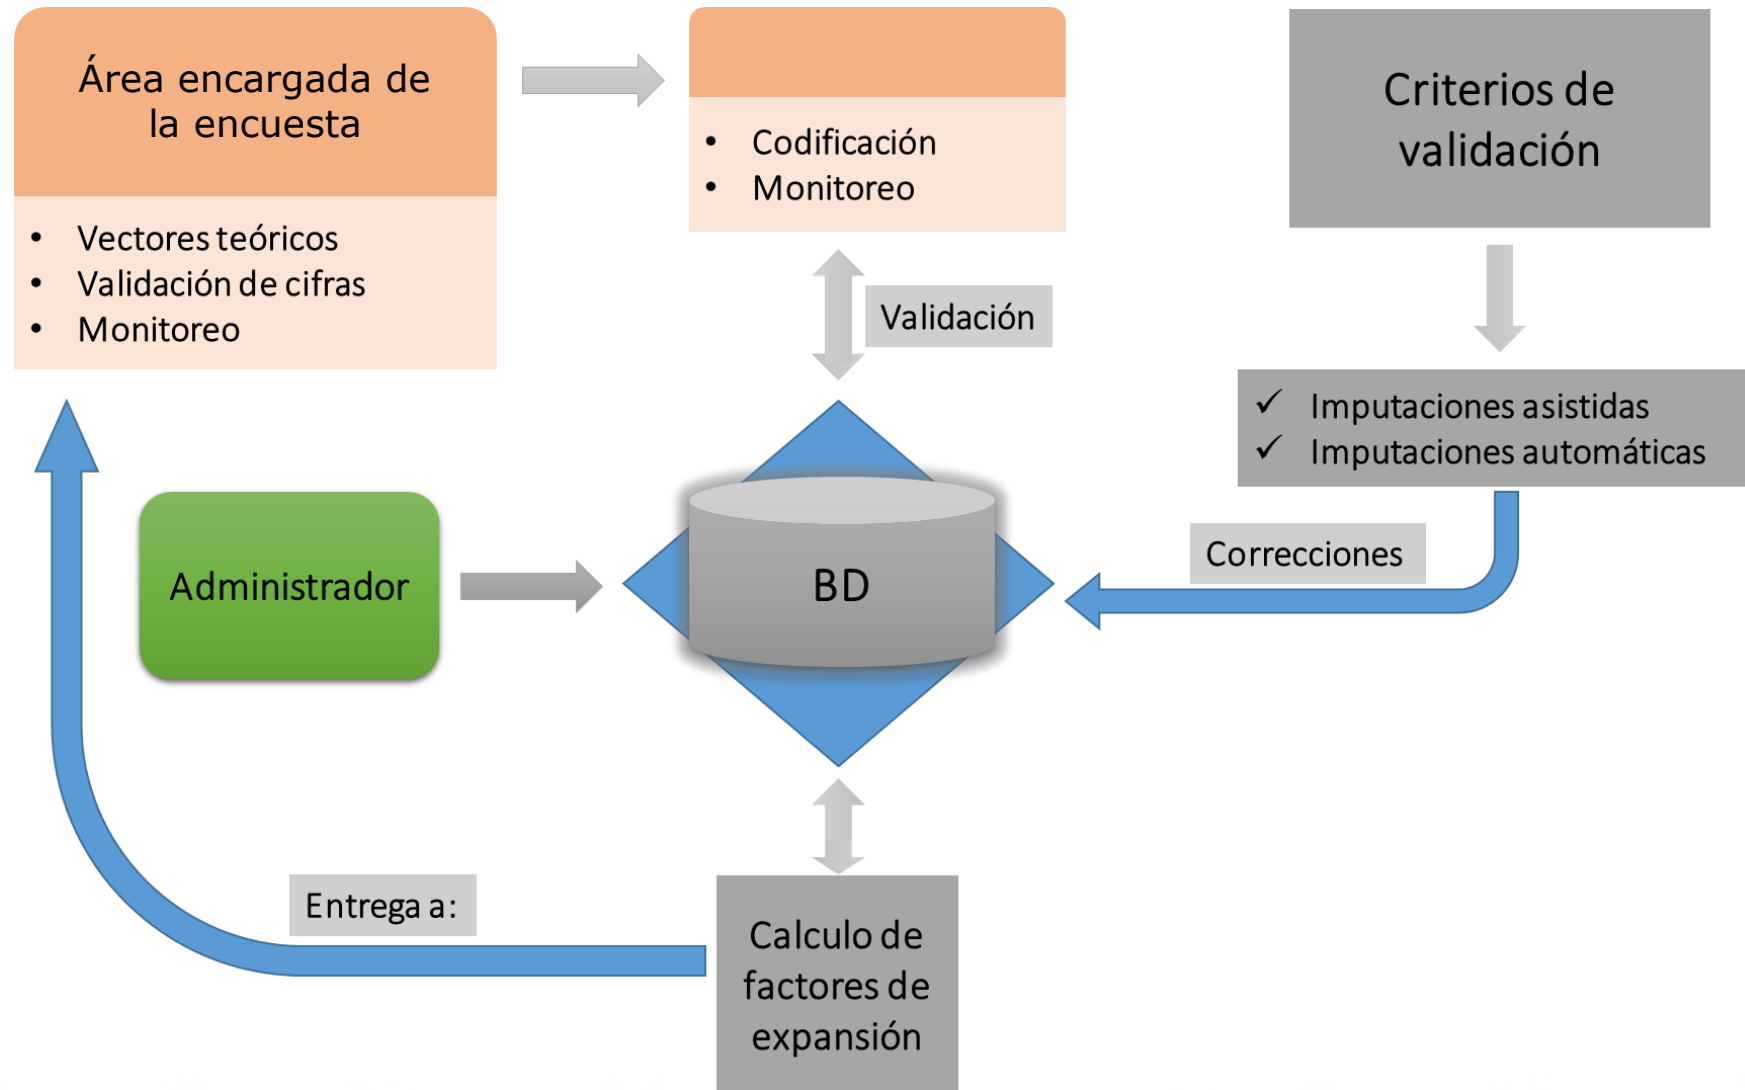 Área encargada de
la encuesta
• Vectores teóricos
• Validación de cifras
• Monitoreo
• Codificación
• Monitoreo
Criterios de
validación
Validación
✓ Imputaciones asistidas
✓ Imputaciones automáticas
Correcciones
Administrador
BD
Entrega a:
Calculo de
factores de
expansión